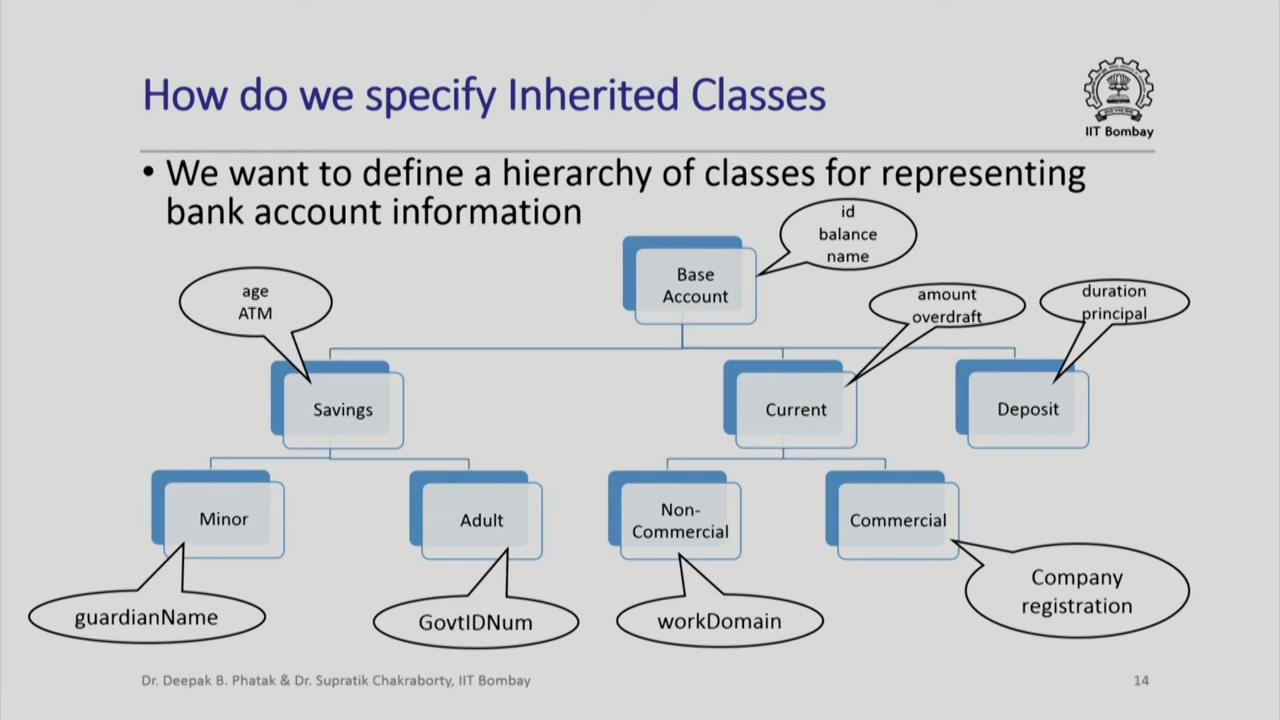 How do we specify Inherited Classes
IIT Bombay
• We want to define a hierarchy of classes for representing
bank account information
id
balance
name
Base
Account
age
ATM
amount
overdraft
duration
principal
Savings
Current
Deposit
Minor
Adult
Non-
Commercial
Commercial
guardianName
GovtIDNum
workDomain
Company
registration
Dr. Deepak B. Phatak & Dr. Supratik Chakraborty, IIT Bombay
14